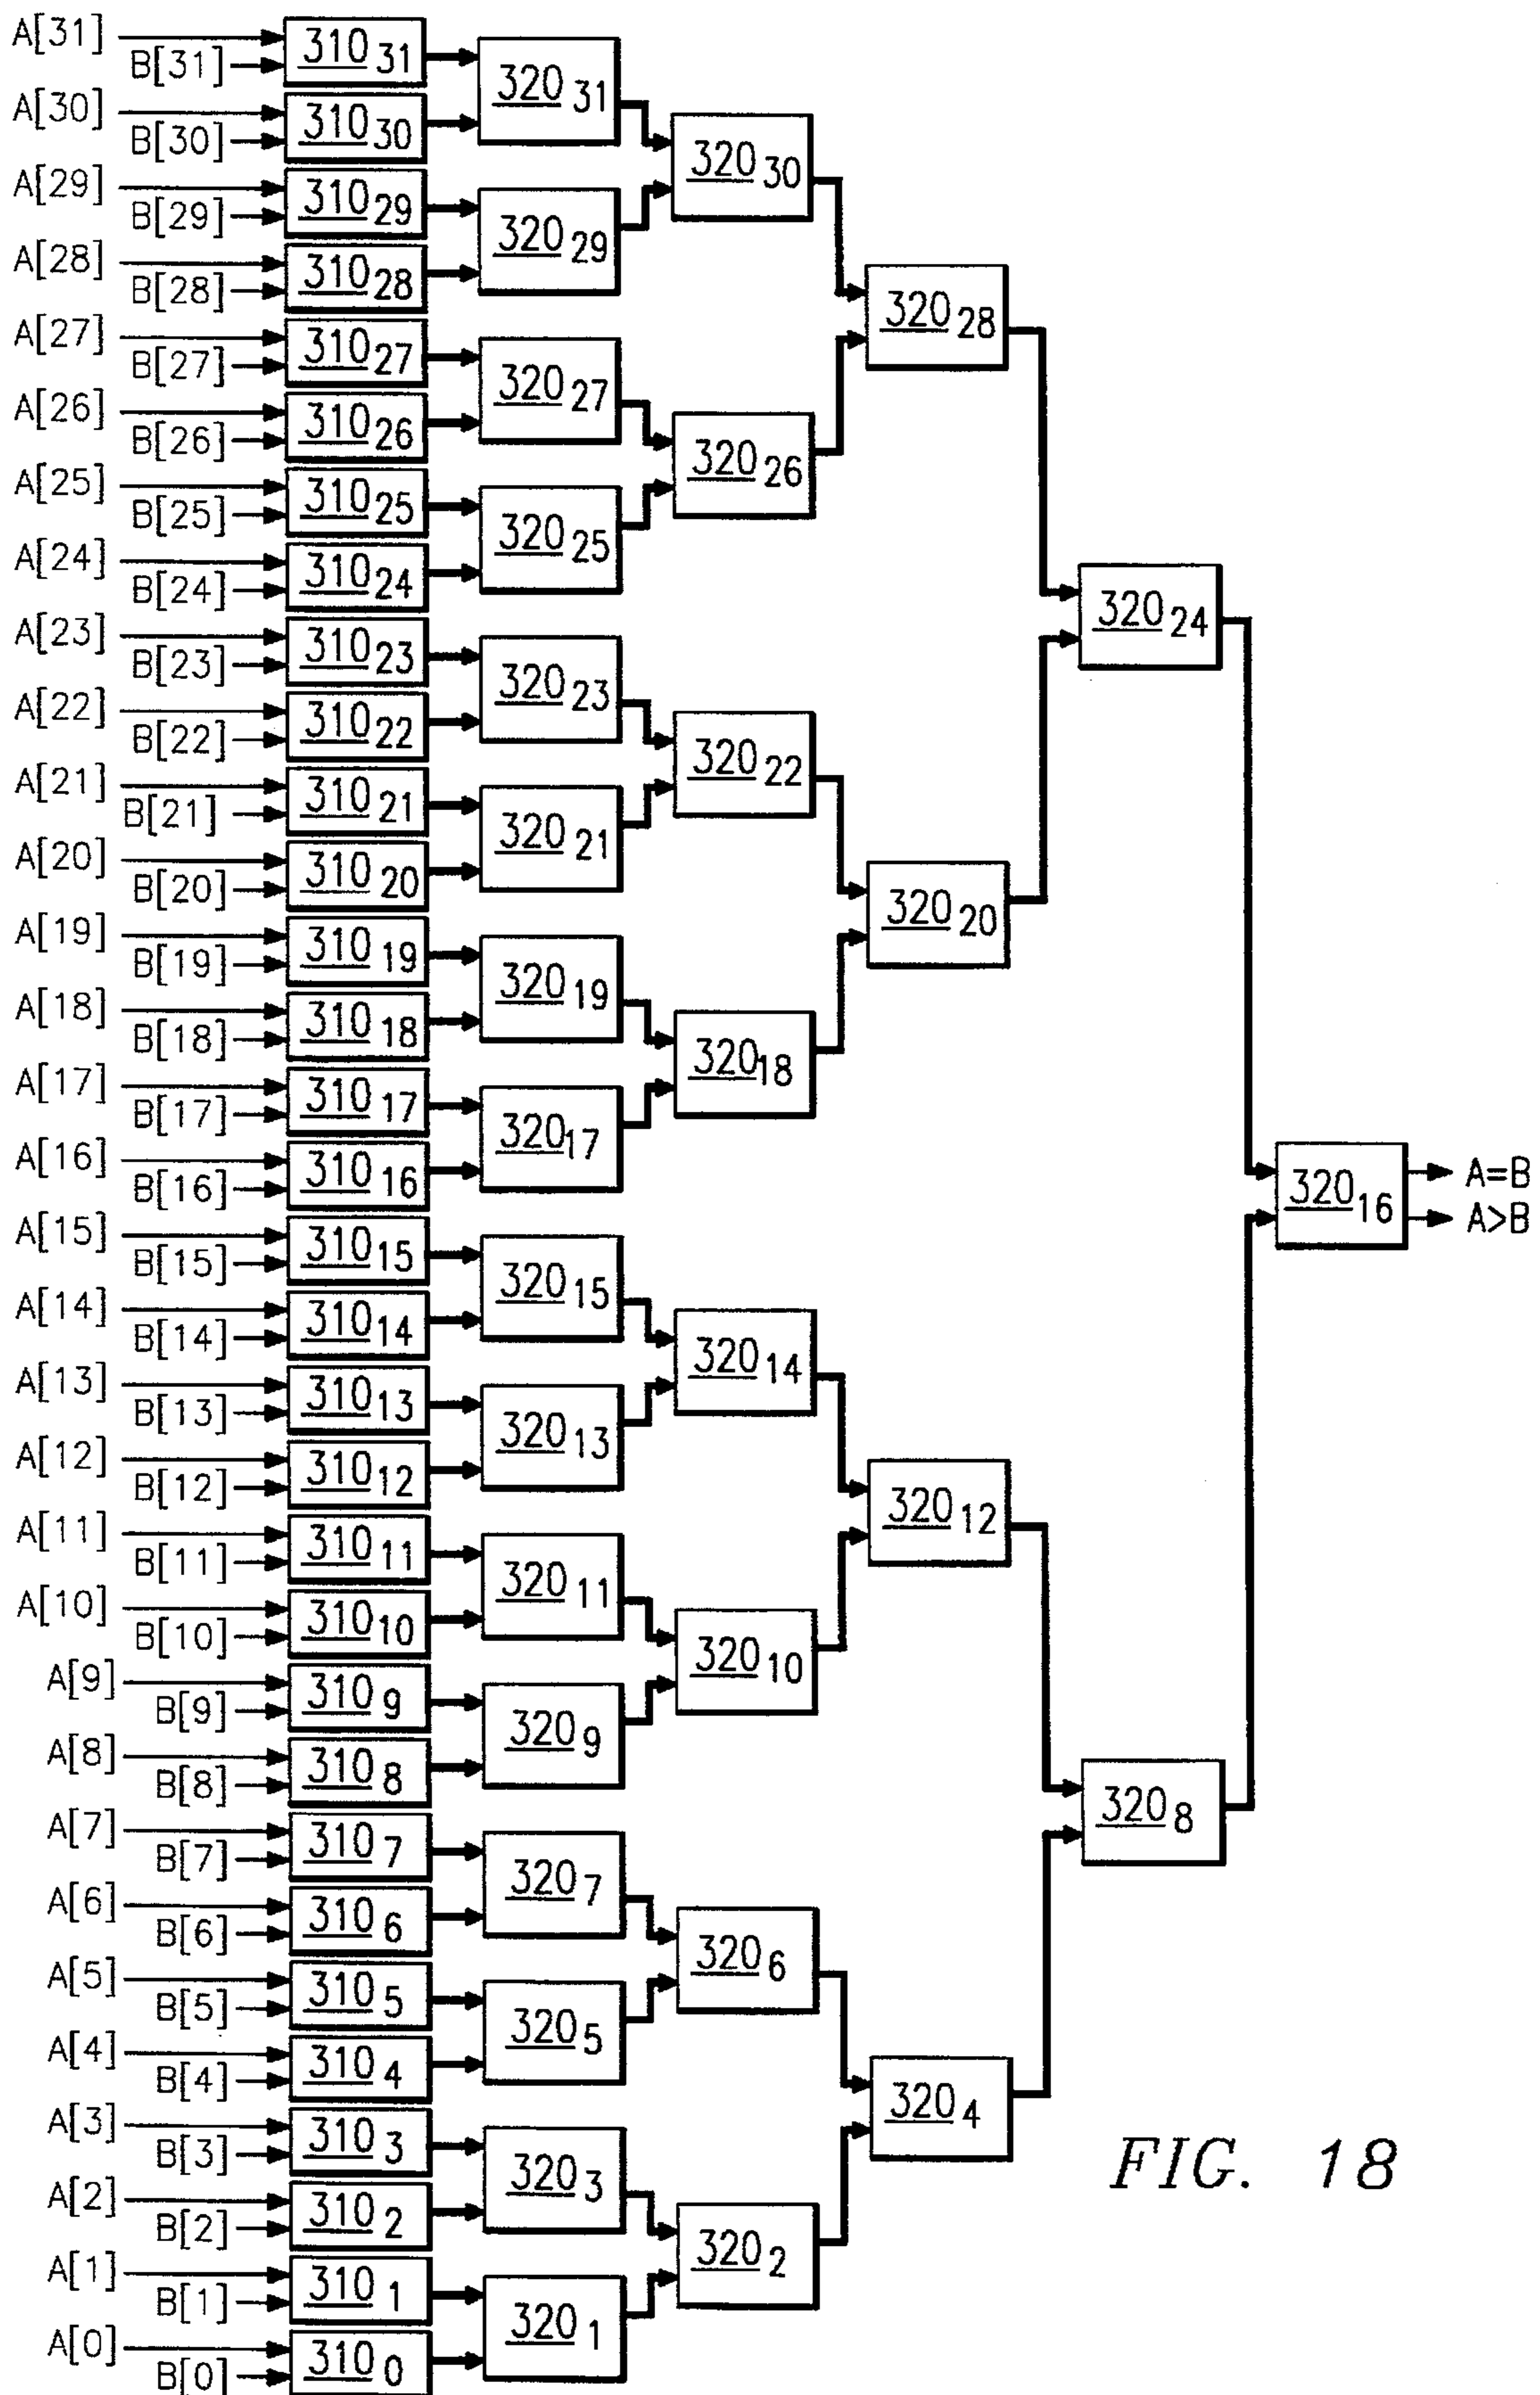 A[31]
B[31]
310 31
320 31
A[30]
B[30]
310 30
320 30
A[29]
B[29]
310 29
320 29
A[28]
B[28]
310 28
320 28
A[27]
B[27]
310 27
320 27
A[26]
B[26]
310 26
320 26
A[25]
B[25]
310 25
320 25
A[24]
B[24]
310 24
320 24
A[23]
B[23]
310 23
320 23
A[22]
B[22]
310 22
320 22
A[21]
B[21]
310 21
320 21
A[20]
B[20]
310 20
320 20
A[19]
B[19]
310 19
320 19
A[18]
B[18]
310 18
320 18
A[17]
B[17]
310 17
320 17
A[16]
B[16]
310 16
320 16
A=B
A>B
A[15]
B[15]
310 15
320 15
A[14]
B[14]
310 14
320 14
A[13]
B[13]
310 13
320 13
A[12]
B[12]
310 12
320 12
A[11]
B[11]
310 11
320 11
A[10]
B[10]
310 10
320 10
A[9]
B[9]
310 9
320 9
A[8]
B[8]
310 8
320 8
A[7]
B[7]
310 7
320 7
A[6]
B[6]
310 6
320 6
A[5]
B[5]
310 5
320 5
A[4]
B[4]
310 4
320 4
A[3]
B[3]
310 3
320 3
A[2]
B[2]
310 2
320 2
A[1]
B[1]
310 1
320 1
A[0]
B[0]
310 0
FIG. 18